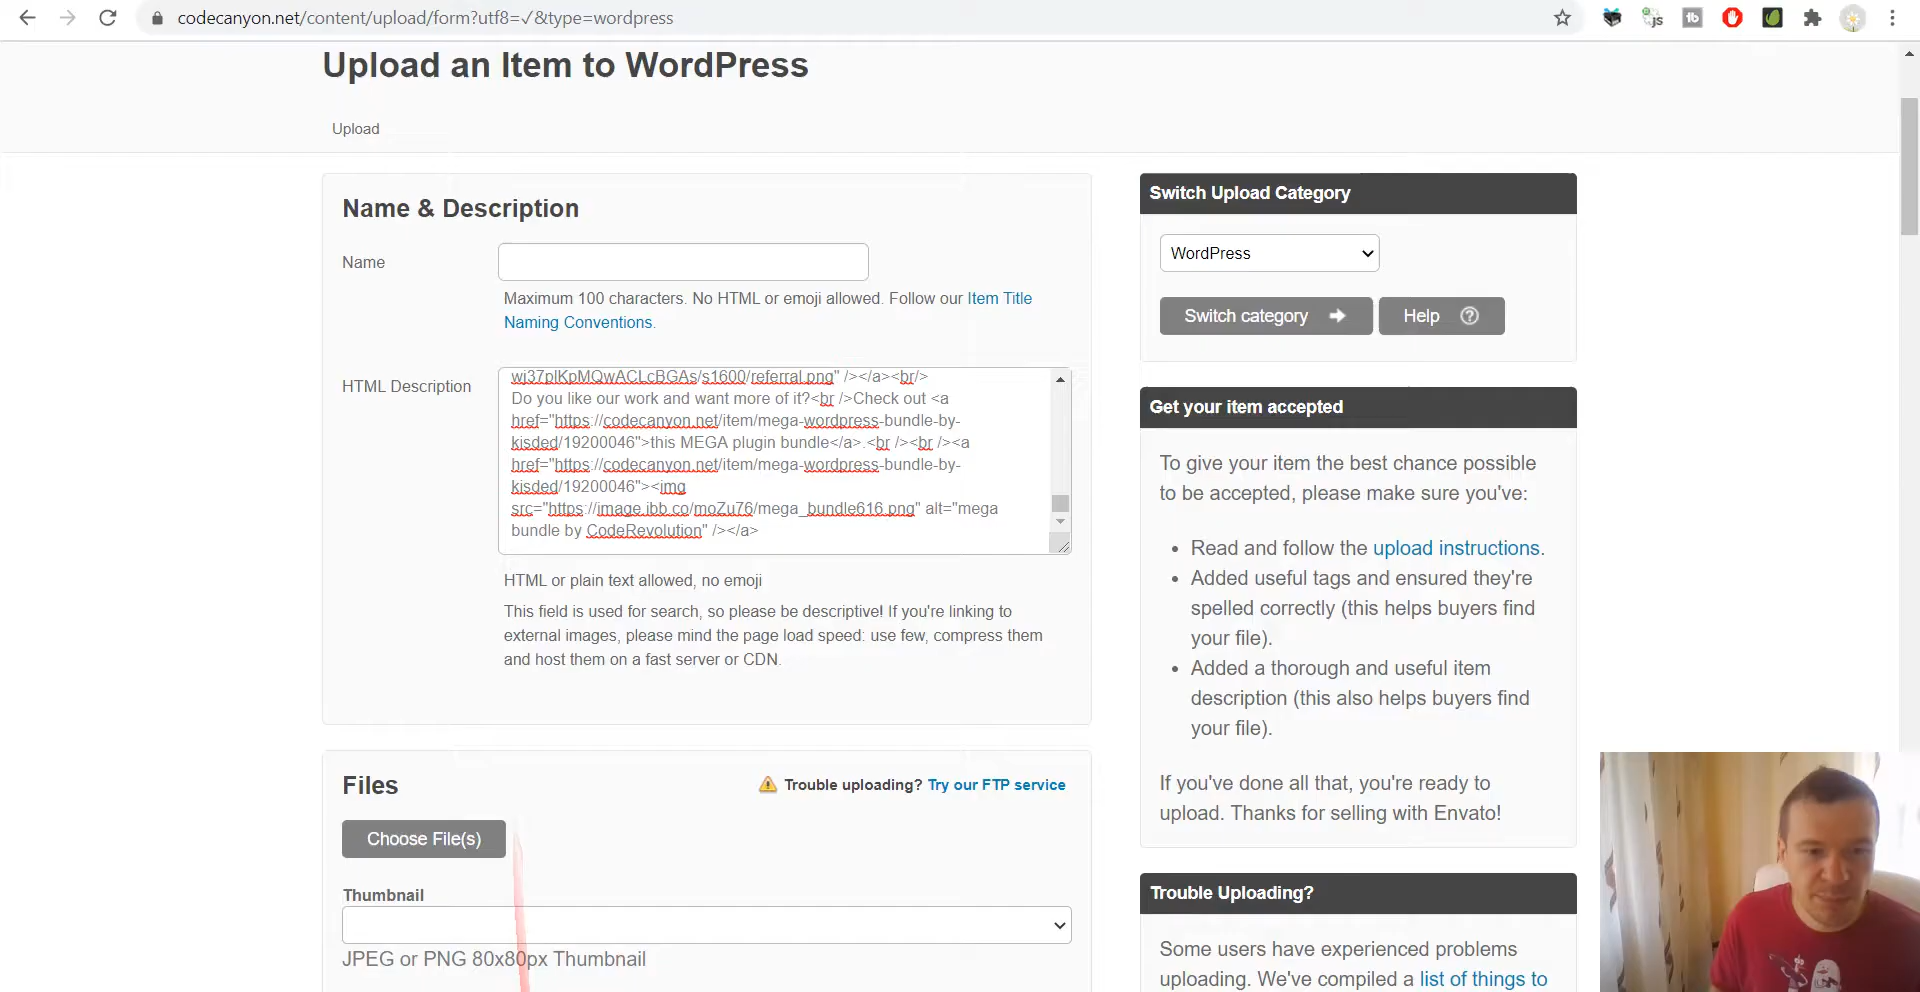 codecanyon.net/content/upload/form?utf8=✓&type=wordpress
Upload an Item to WordPress
Upload
Name & Description
Name
Maximum 100 characters. No HTML or emoji allowed. Follow our Item Title
Naming Conventions.
HTML Description
wj37plKpMQwACLcBGAs/s1600/referral.png" /></a><br/>
Do you like our work and want more of it?<br />Check out <a
href="https://codecanyon.net/item/mega-wordpress-bundle-by-
kisded/19200046">this MEGA plugin bundle</a>.<br /><br /><a
href="https://codecanyon.net/item/mega-wordpress-bundle-by-
kisded/19200046"><img
src="https://image.ibb.co/moZu76/mega_bundle616.png" alt="mega
bundle by CodeRevolution" /></a>
HTML or plain text allowed, no emoji
This field is used for search, so please be descriptive! If you're linking to
external images, please mind the page load speed: use few, compress them
and host them on a fast server or CDN.
Files
Trouble uploading? Try our FTP service
Choose File(s)
Thumbnail
JPEG or PNG 80x80px Thumbnail
Switch Upload Category
WordPress
Switch category
Help
Get your item accepted
To give your item the best chance possible
to be accepted, please make sure you've:
• Read and follow the upload instructions.
• Added useful tags and ensured they're
spelled correctly (this helps buyers find
your file).
• Added a thorough and useful item
description (this also helps buyers find
your file).
If you've done all that, you're ready to
upload. Thanks for selling with Envato!
Trouble Uploading?
Some users have experienced problems
uploading. We've compiled a list of things to